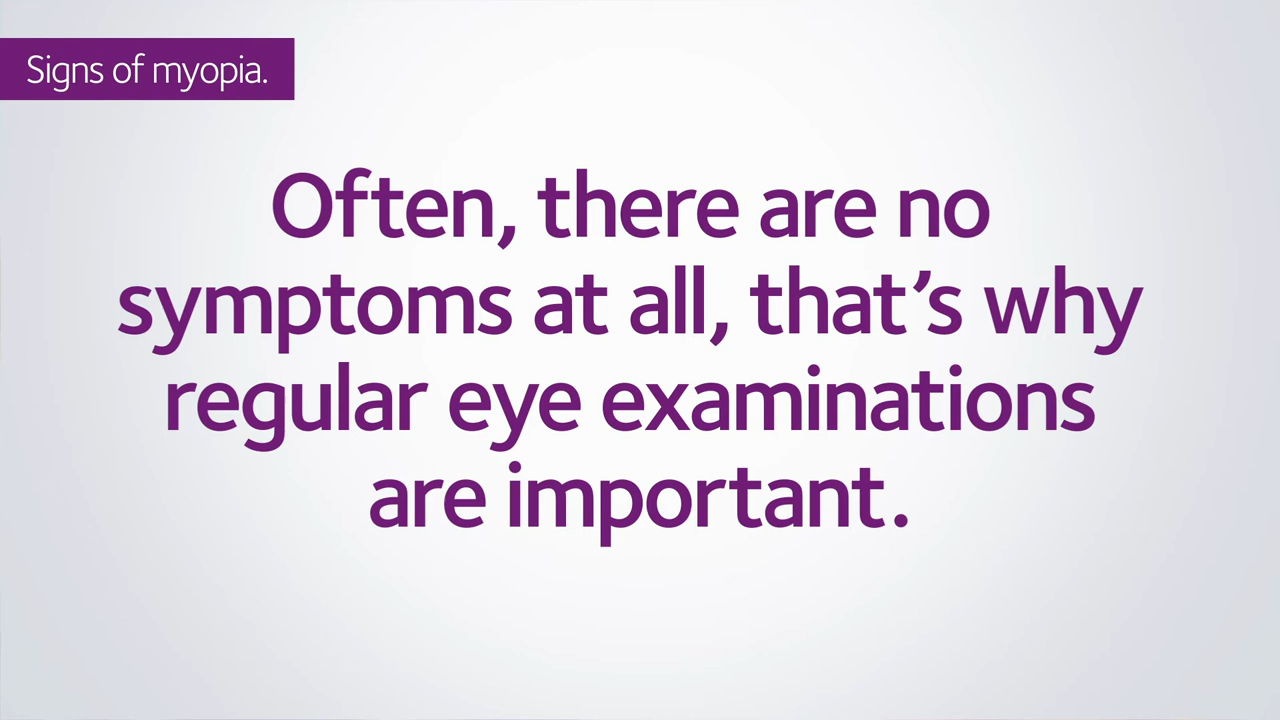 Signs of myopia.
Often, there are no
symptoms at all, that’s why
regular eye examinations
are important.